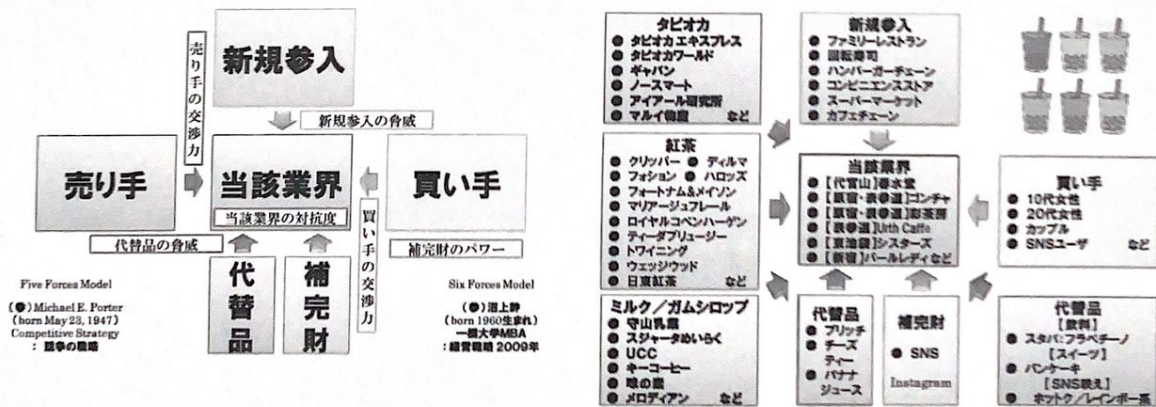 新規参入
売り手の交渉力
新規参入の脅威
売り手
当該業界
当該業界の対抗度
買い手
代替品の脅威
代替品
補完財
買い手の交渉力
補完財のパワー
Five Forces Model
Michael E. Porter
(born May 23, 1947)
Competitive Strategy
：競争の戦略
Six Forces Model
(born 1960生まれ)
一橋大学MBA
：経営戦略 2009年
タピオカ
● タピオカ エキスプレス
● タピオカワールド
● ギャバン
● ノースマート
● アイアール研究所
● マルイ物産 など
新規参入
● ファミリーレストラン
● 回転寿司
● ハンバーガーチェーン
● コンビニエンスストア
● スーパーマーケット
● カフェチェーン
紅茶
● クリッパー ● ディルマ
● フォション ● ハロッズ
● フォートナム&メイソン
● マリアージュフレール
● ロイヤルコペンハーゲン
● ティーダブリュージー
● トワイニング
● ウェッジウッド
● 日東紅茶 など
当該業界
● 【代官山】春水堂
● 【原宿・表参道】ゴンチャ
● 【原宿・表参道】彩茶房
● 【表参道】Urth Caffe
● 【東池袋】シスターズ
● 【新宿】パールレディなど
買い手
● 10代女性
● 20代女性
● カップル
● SNSユーザ など
ミルク／ガムシロップ
● 守山乳業
● スジャータめいらく
● UCC
● キーコーヒー
● 味の素
● メロディアン など
代替品
● ブリッチ
● チーズ
ティー
● バナナ
ジュース
補完財
● SNS
Instagram
代替品
【飲料】
● スタバ：フラペチーノ
【スイーツ】
● パンケーキ
【SNS映え】
● ホットク／レインボー系